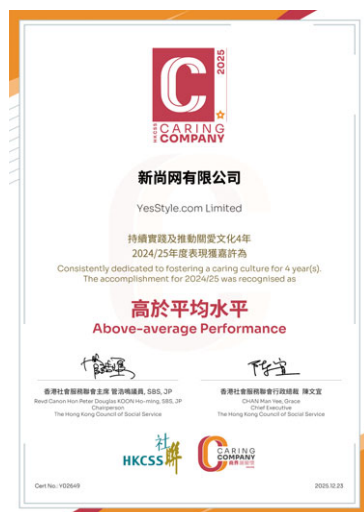 2025
HKCSS
CARING
COMPANY
新尚网有限公司
YesStyle.com Limited
持續實踐及推動關愛文化4年
2024/25年度表現獲嘉許為
Consistently dedicated to fostering a caring culture for 4 year(s).
The accomplishment for 2024/25 was recognised as
高於平均水平
Above-average Performance
香港社會服務聯會主席 管浩鳴議員, SBS, JP
Revd Canon Hon Peter Douglas KOON Ho-ming, SBS, JP
Chairperson
The Hong Kong Council of Social Service
香港社會服務聯會行政總裁 陳文宜
CHAN Man Yee, Grace
Chief Executive
The Hong Kong Council of Social Service
社
HKCSS 聯
CARING
COMPANY
商界展關懷
Cert No.: Y02649
2025.12.23